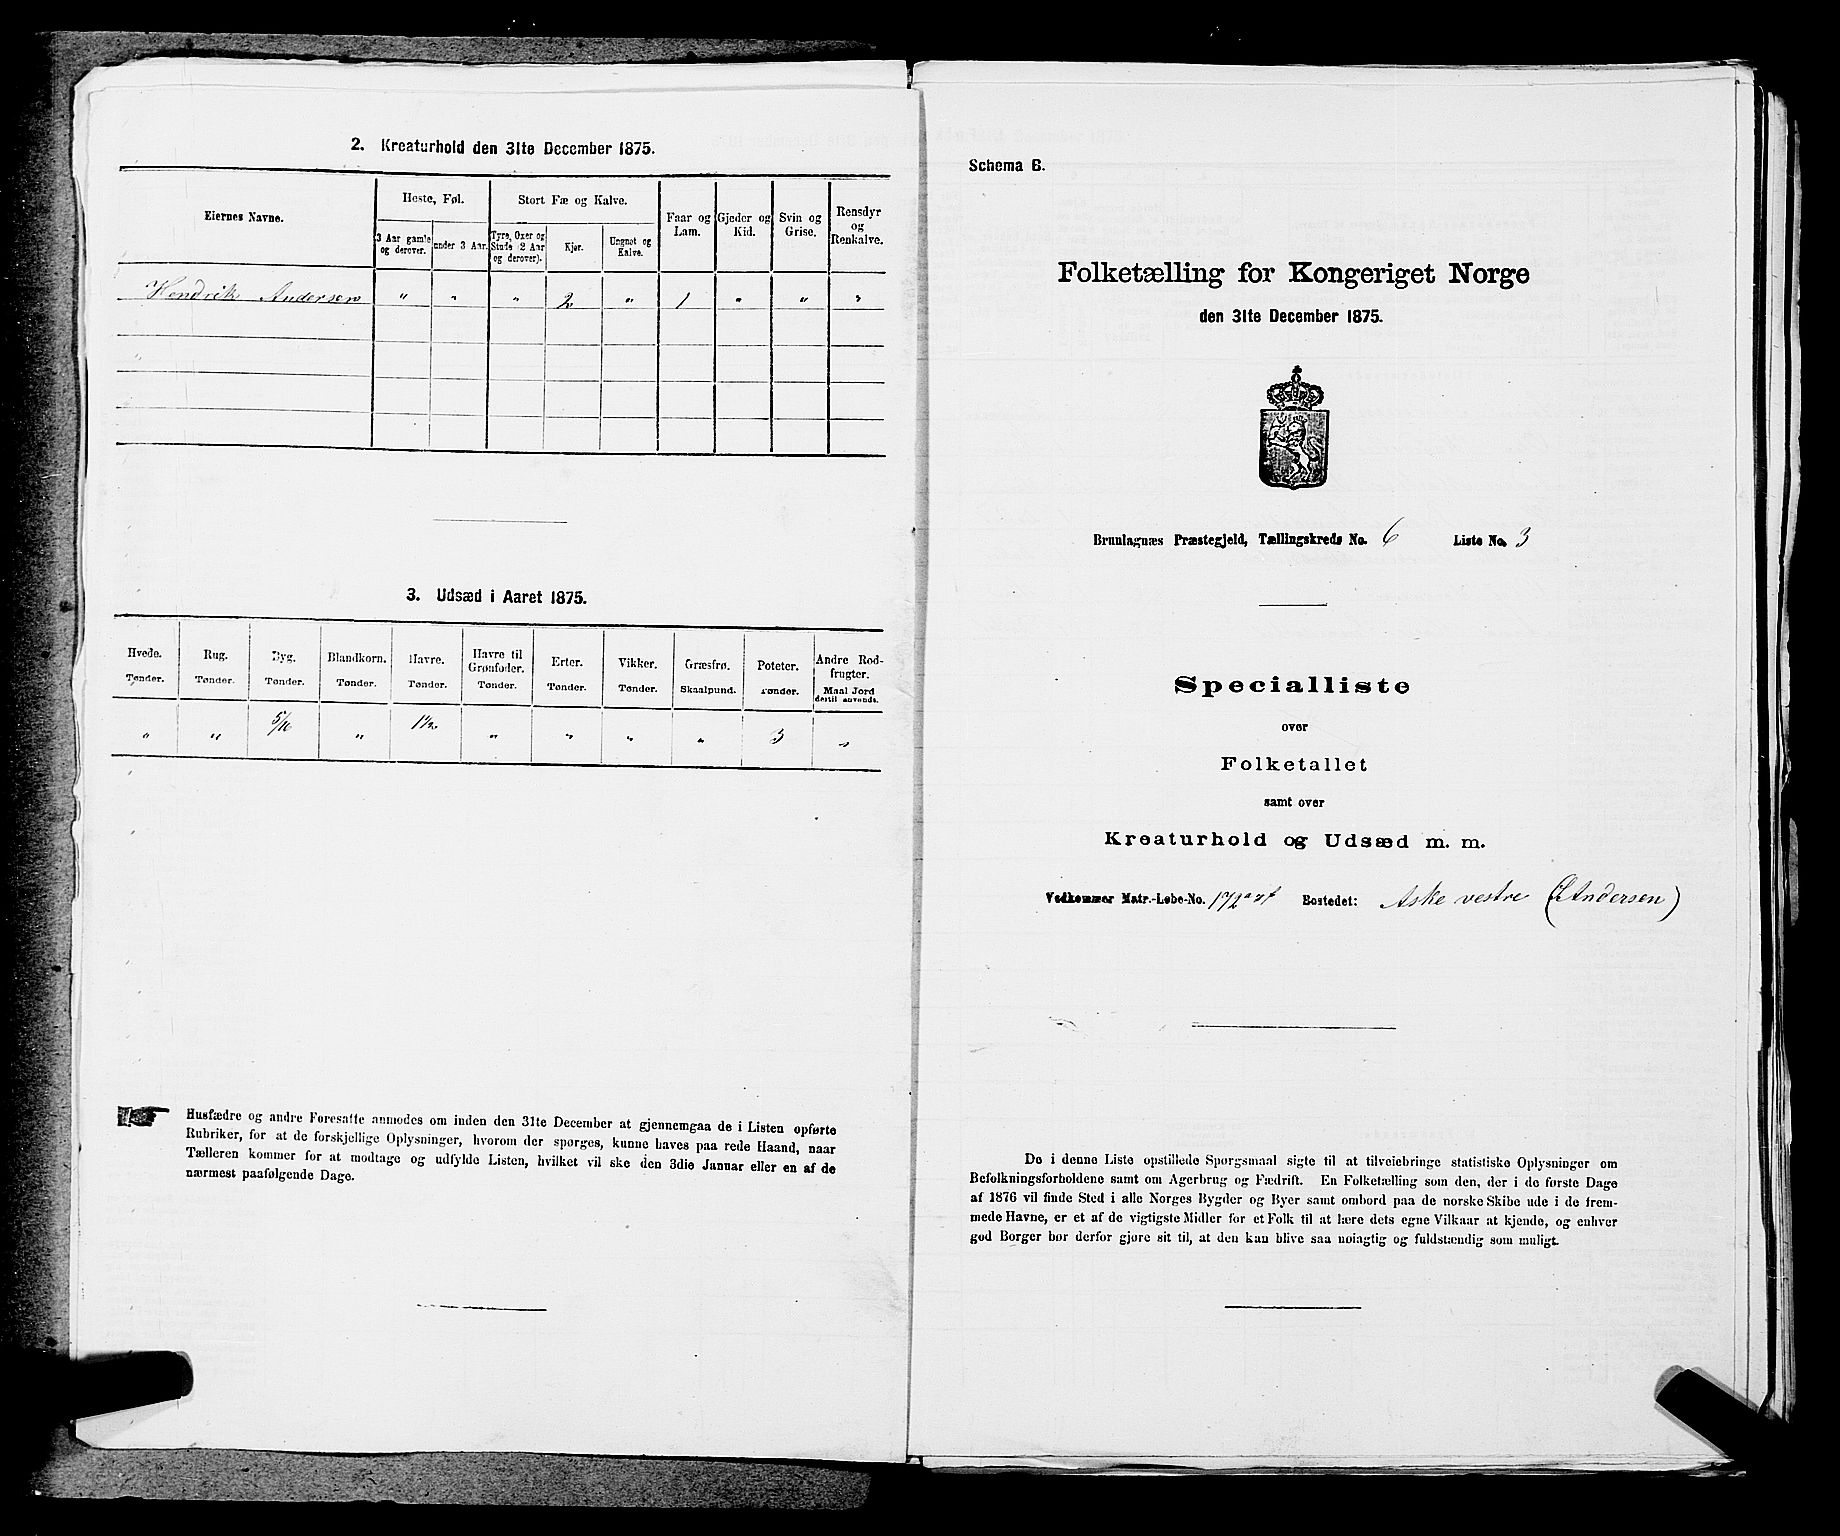 2. Kreaturhold den 31te December 1875.
Eiernes Navne.
Heste, Føl.
Stort Fæ og Kalve.
Faar og Lam.
Gjeder og Kid.
Svin og Grise.
Rensdyr og Renkalve.
3 Aar gamle og derover.
under 3 Aar.
Tyre, Oxer og Stude (2 Aar og derover).
Kjør.
Ungnøt og Kalve.
Hendrik Andersen " " " 2 " 1 " " "
"
3. Udsæd i Aaret 1875.
Hvede. Rug. Byg. Blandkorn. Havre. Havre til Grønfoder. Erter. Vikker. Græsfrø. Poteter. Andre Rodfrugter.
Tønder. Tønder. Tønder. Tønder. Tønder. Tønder. Tønder. Tønder. Skaalpund. Tønder. Maal Jord dertil anvendt.
" " 5/16 " 1 1/2 " " " " 3 "
Husfædre og andre Foresatte anmodes om inden den 31te December at gjennemgaa de i Listen opførte
Rubriker, for at de forskjellige Oplysninger, hvorom der spørges, kunne haves paa rede Haand, naar
Tælleren kommer for at modtage og udfylde Listen, hvilket vil ske den 3die Januar eller en af de
nærmest paafølgende Dage.
Schema B.
Folketælling for Kongeriget Norge
den 31te December 1875.
Brunlagnæs Præstegjeld, Tællingskreds No. 6 Liste No. 3
Specialliste
over
Folketallet
samt over
Kreaturhold og Udsæd m. m.
Vedkommer Matr.-Løbe-No. 172 Bostedet: Aske vestre (Andersen)
De i denne Liste opstillede Spørgsmaal sigte til at tilveiebringe statistiske Oplysninger om
Befolkningsforholdene samt om Agerbrug og Fædrift. En Folketælling som den, der i de første Dage
af 1876 vil finde Sted i alle Norges Bygder og Byer samt ombord paa de norske Skibe ude i de frem-
mede Havne, er et af de vigtigste Midler for et Folk til at lære dets egne Vilkaar at kjende, og enhver
god Borger bør derfor gjøre sit til, at den kan blive saa nøiagtig og fuldstændig som muligt.